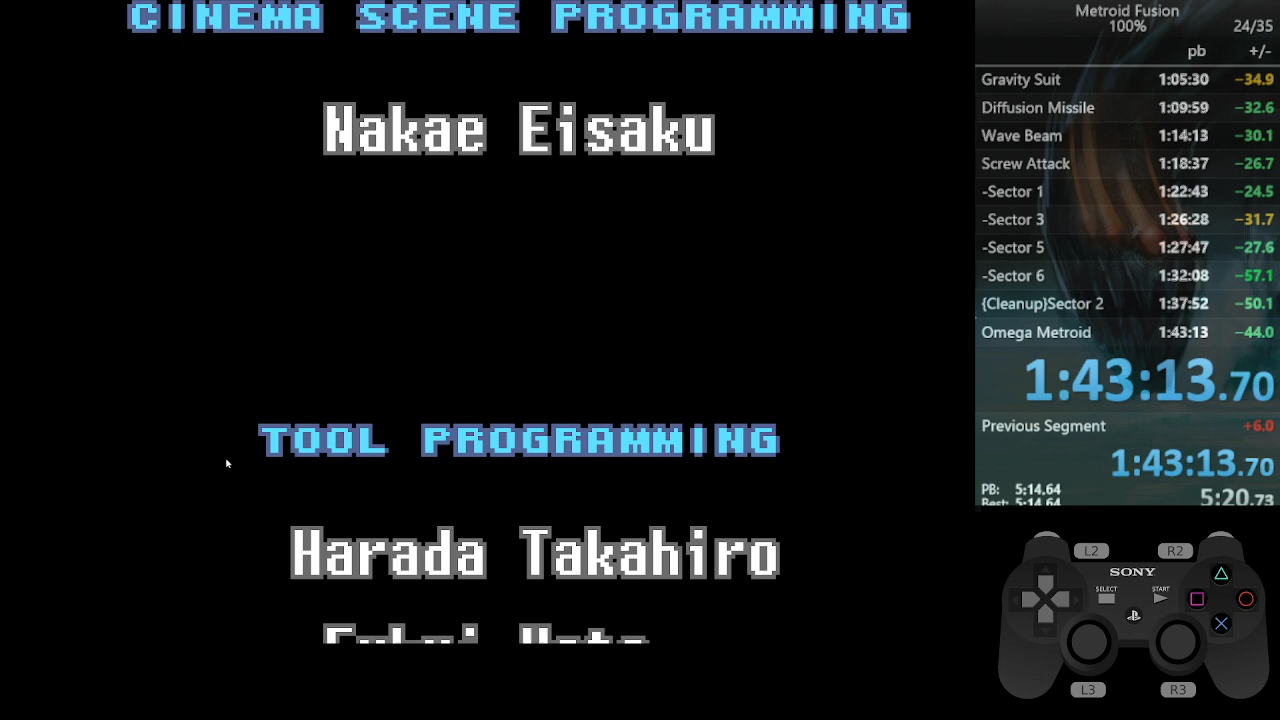 CINEMA SCENE PROGRAMMING
Nakae Eisaku
TOOL PROGRAMMING
Harada Takahiro
Metroid Fusion
100% 24/35
pb +/-
Gravity Suit 1:05:30 −34.9
Diffusion Missile 1:09:59 −32.6
Wave Beam 1:14:13 −30.1
Screw Attack 1:18:37 −26.7
-Sector 1 1:22:43 −24.5
-Sector 3 1:26:28 −31.7
-Sector 5 1:27:47 −27.6
-Sector 6 1:32:08 −57.1
{Cleanup}Sector 2 1:37:52 −50.1
Omega Metroid 1:43:13 −44.0
1:43:13.70
Previous Segment +6.0
1:43:13.70
PB: 5:14.64 5:20.73
Best: 5:14.64
L2 R2
SONY
SELECT START
L3 R3